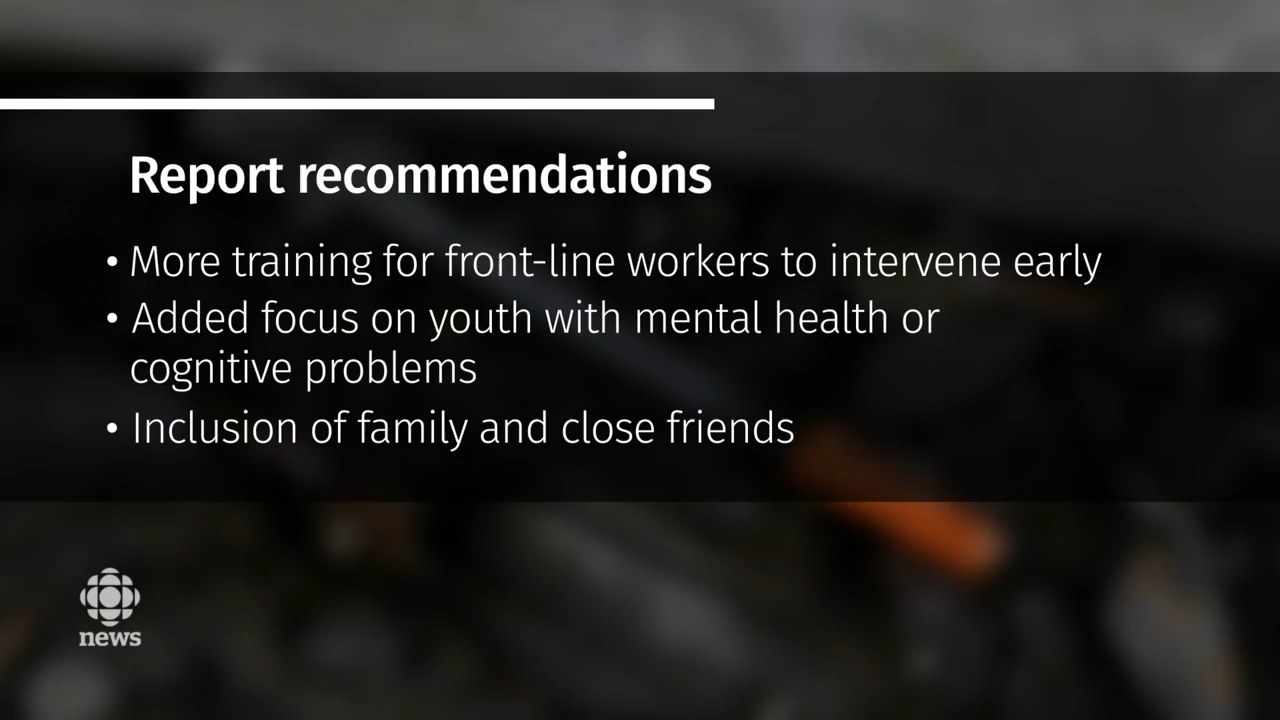 Report recommendations
• More training for front-line workers to intervene early
• Added focus on youth with mental health or
cognitive problems
• Inclusion of family and close friends
news